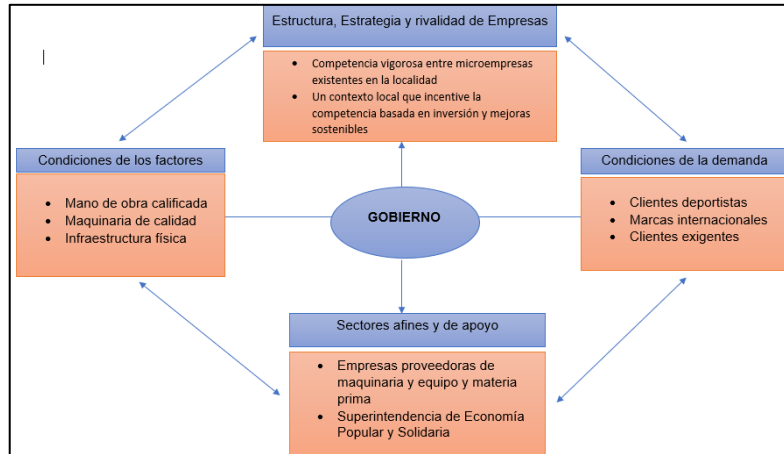 Estructura, Estrategia y rivalidad de Empresas
• Competencia vigorosa entre microempresas
existentes en la localidad
• Un contexto local que incentive la
competencia basada en inversión y mejoras
sostenibles
Condiciones de los factores
• Mano de obra calificada
• Maquinaria de calidad
• Infraestructura física
GOBIERNO
Condiciones de la demanda
• Clientes deportistas
• Marcas internacionales
• Clientes exigentes
Sectores afines y de apoyo
• Empresas proveedoras de
maquinaria y equipo y materia
prima
• Superintendencia de Economía
Popular y Solidaria